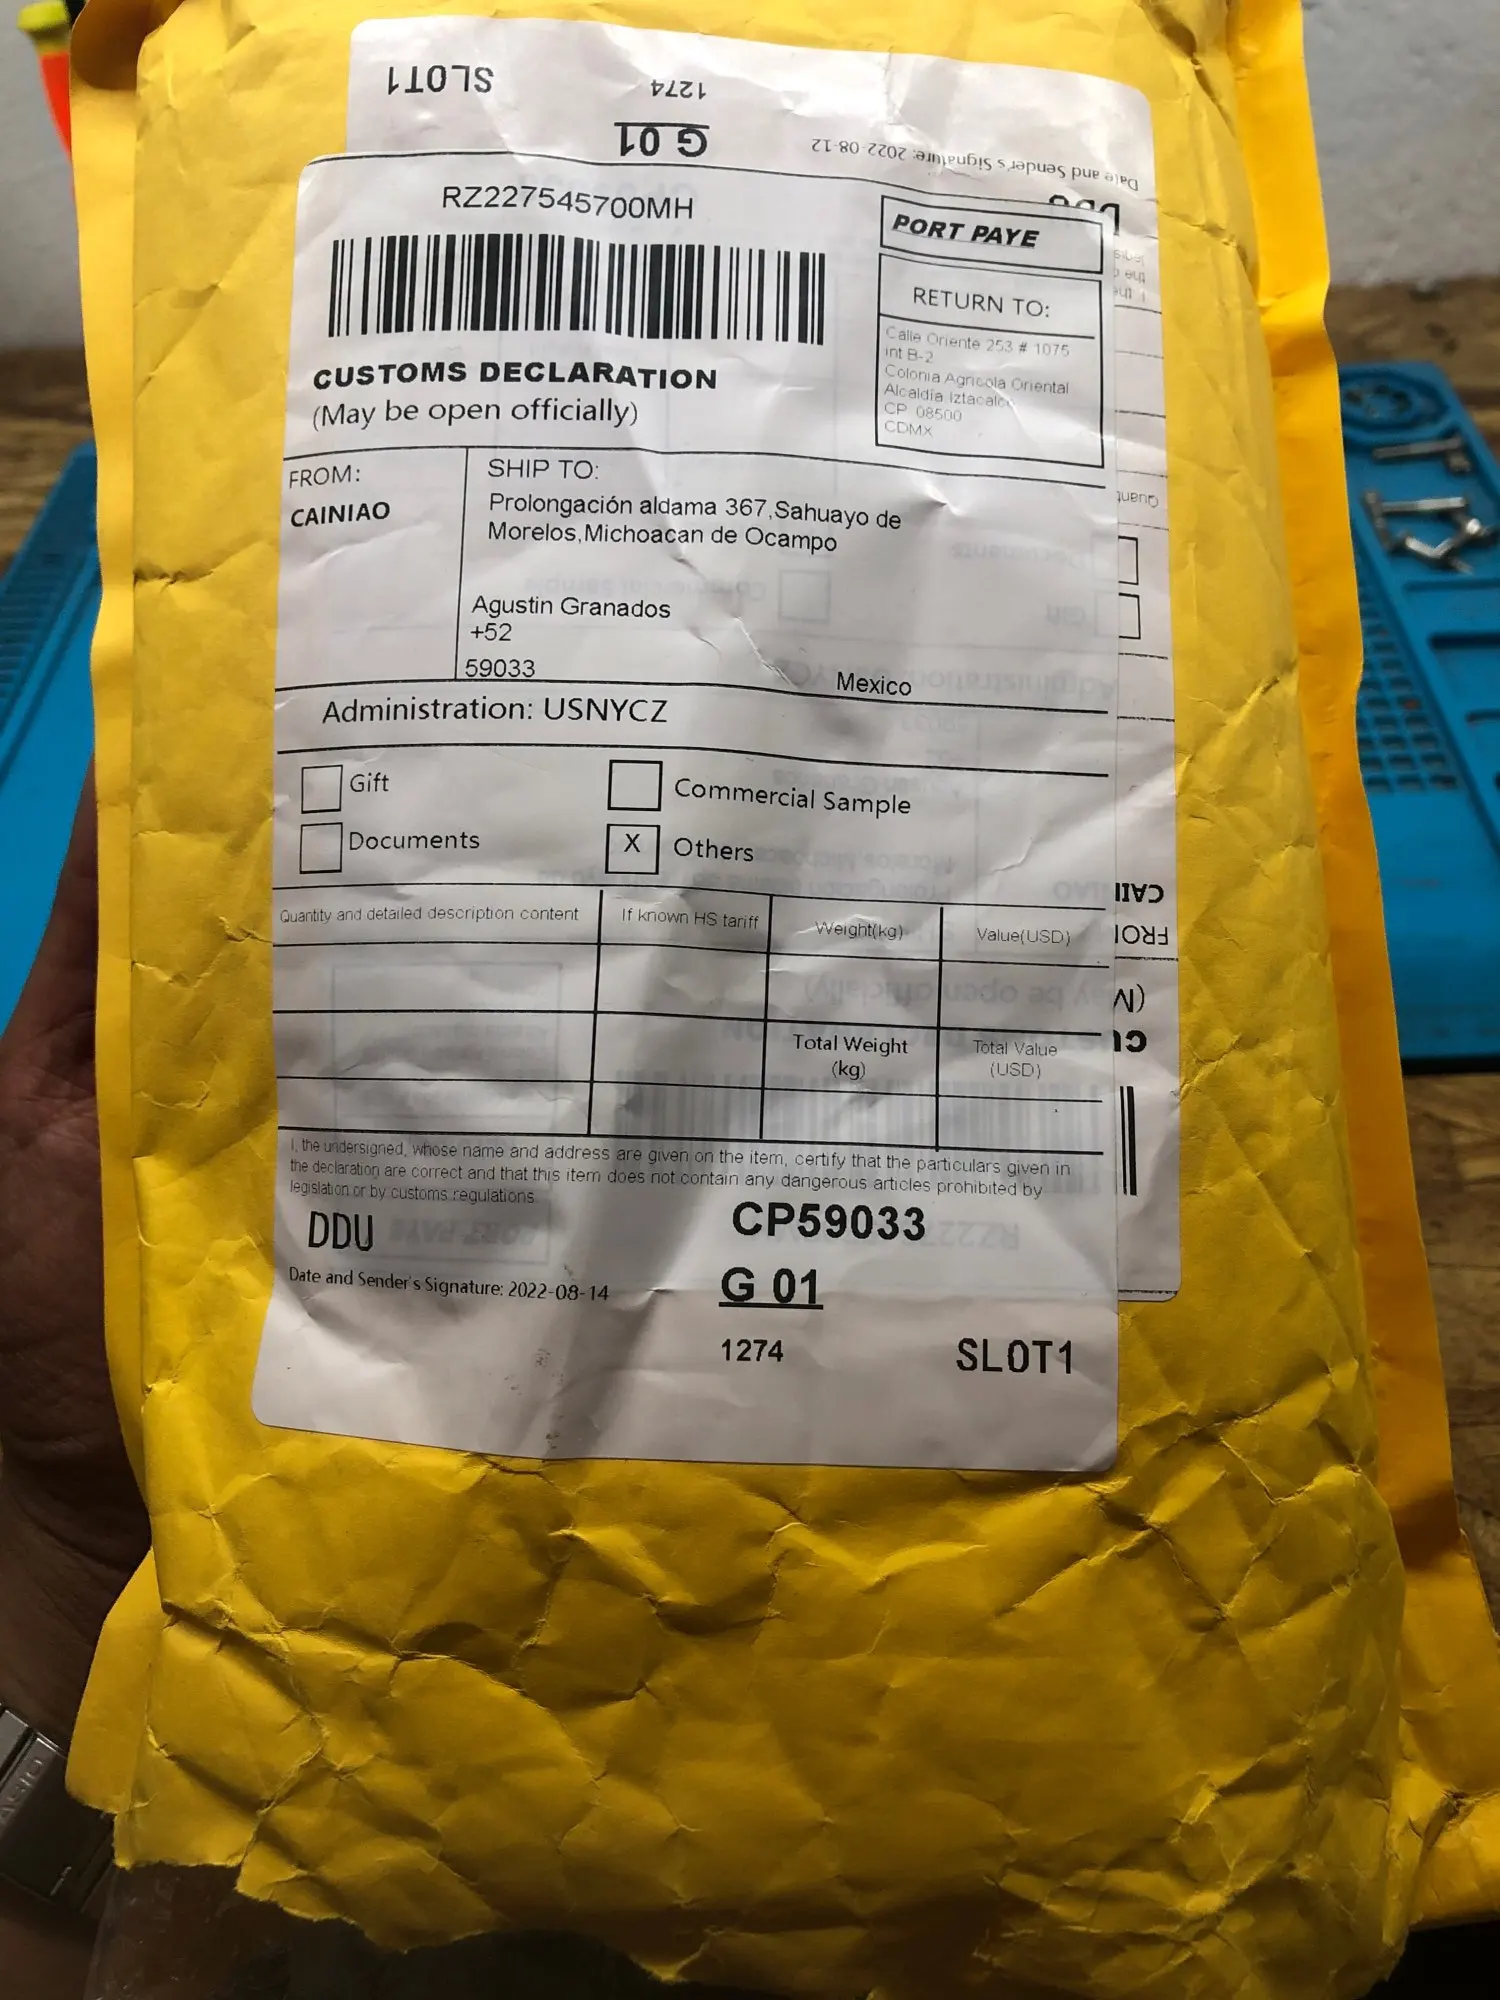 SLOT1
1274
G 01
Date and Sender's Signature: 2022-08-12
RZ227545700MH
PORT PAYE
RETURN TO:
Calle Oriente 253 # 1075
int B-2
Colonia Agricola Oriental
Alcaldia Iztacalco
CP 08500
CDMX
CUSTOMS DECLARATION
(May be open officially)
FROM:
CAINIAO
SHIP TO:
Prolongación aldama 367,Sahuayo de
Morelos,Michoacan de Ocampo
Agustin Granados
+52
59033
Mexico
Administration: USNYCZ
Gift
Commercial Sample
Documents
X
Others
Quantity and detailed description content
If known HS tariff
Weight(kg)
Value(USD)
Total Weight
(kg)
Total Value
(USD)
I, the undersigned, whose name and address are given on the item, certify that the particulars given in
the declaration are correct and that this item does not contain any dangerous articles prohibited by
legislation or by customs regulations.
DDU
CP59033
Date and Sender's Signature: 2022-08-14
G 01
1274
SLOT1